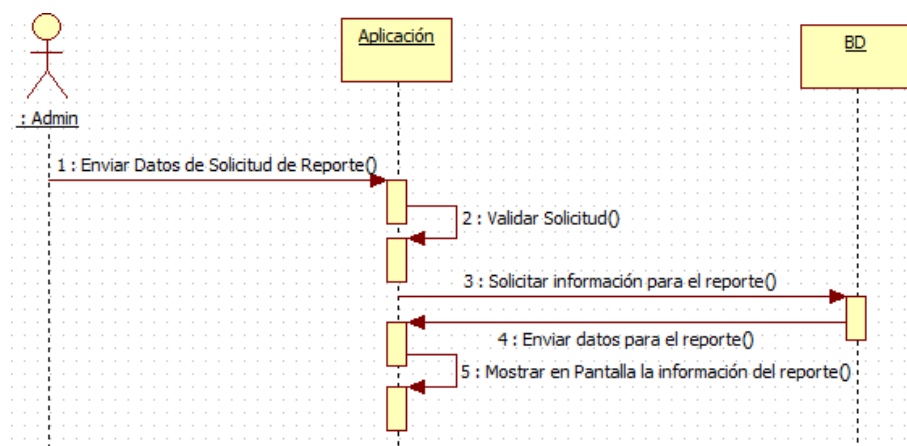 Aplicación
BD
: Admin
1 : Enviar Datos de Solicitud de Reporte()
2 : Validar Solicitud()
3 : Solicitar información para el reporte()
4 : Enviar datos para el reporte()
5 : Mostrar en Pantalla la información del reporte()